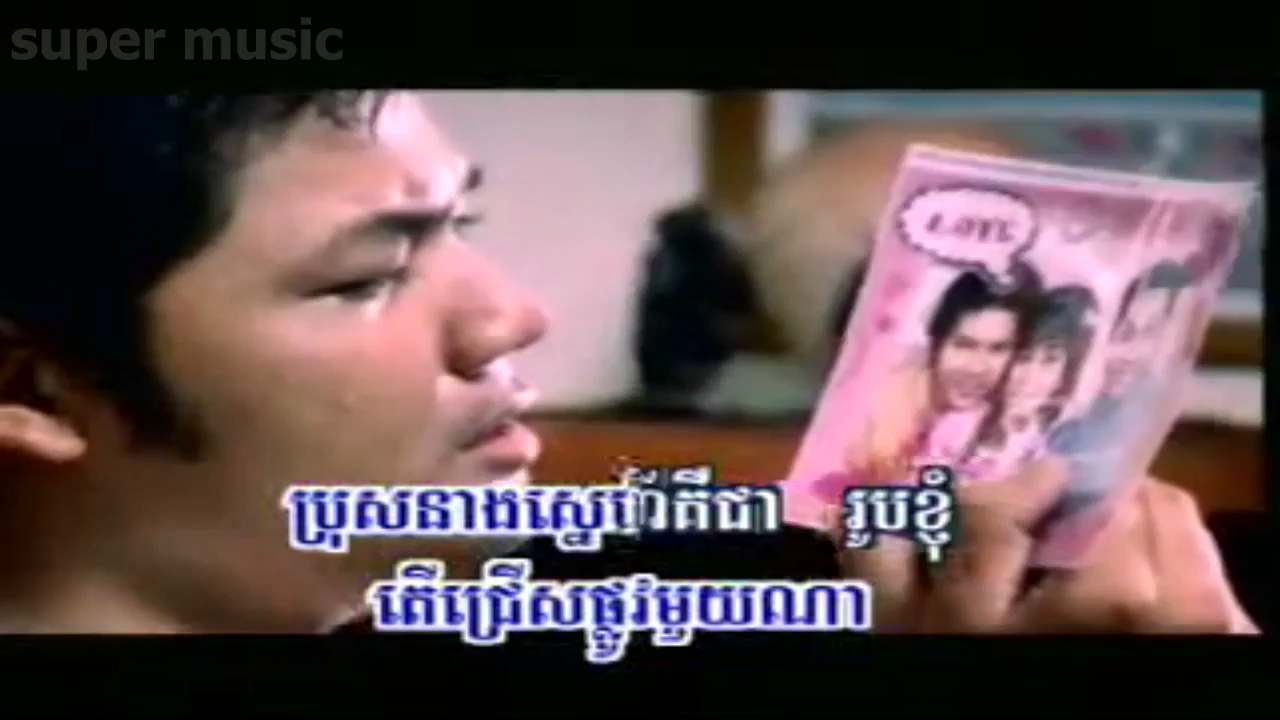 super music
LOVE
ប្រុសនាងស្នេហ៍គឺជា រូបខ្ញុំ
តើជ្រើសផ្លូវមួយណា